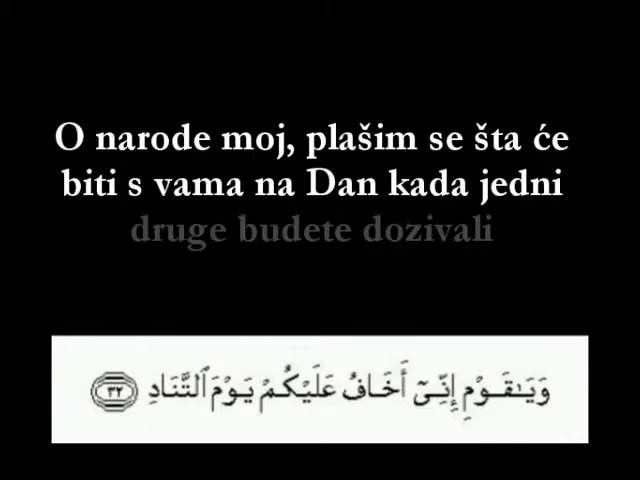 O narode moj, plašim se šta će
biti s vama na Dan kada jedni
druge budete dozivali
وَيَـٰقَوْمِ إِنِّىٓ أَخَافُ عَلَيْكُمْ يَوْمَ ٱلتَّنَادِ ٣٢